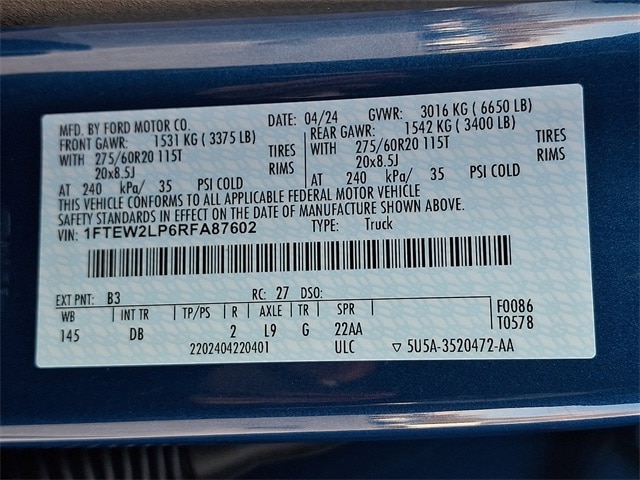 MFD. BY FORD MOTOR CO. DATE: 04/24 GVWR: 3016 KG ( 6650 LB)
FRONT GAWR: 1531 KG ( 3375 LB) REAR GAWR: 1542 KG ( 3400 LB)
WITH 275/60R20 115T TIRES WITH 275/60R20 115T TIRES
20x8.5J RIMS 20x8.5J RIMS
AT 240 kPa/ 35 PSI COLD AT 240 kPa/ 35 PSI COLD
THIS VEHICLE CONFORMS TO ALL APPLICABLE FEDERAL MOTOR VEHICLE
SAFETY STANDARDS IN EFFECT ON THE DATE OF MANUFACTURE SHOWN ABOVE.
VIN: 1FTEW2LP6RFA87602 TYPE: Truck
EXT PNT: B3 RC: 27 DSO:
WB INT TR TP/PS R AXLE TR SPR F0086
145 DB 2 L9 G 22AA T0578
2202404220401 ULC ▽ 5U5A-3520472-AA